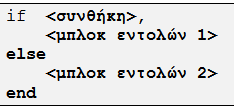 if <συνθήκη>,
<μπλοκ εντολών 1>
else
<μπλοκ εντολών 2>
end